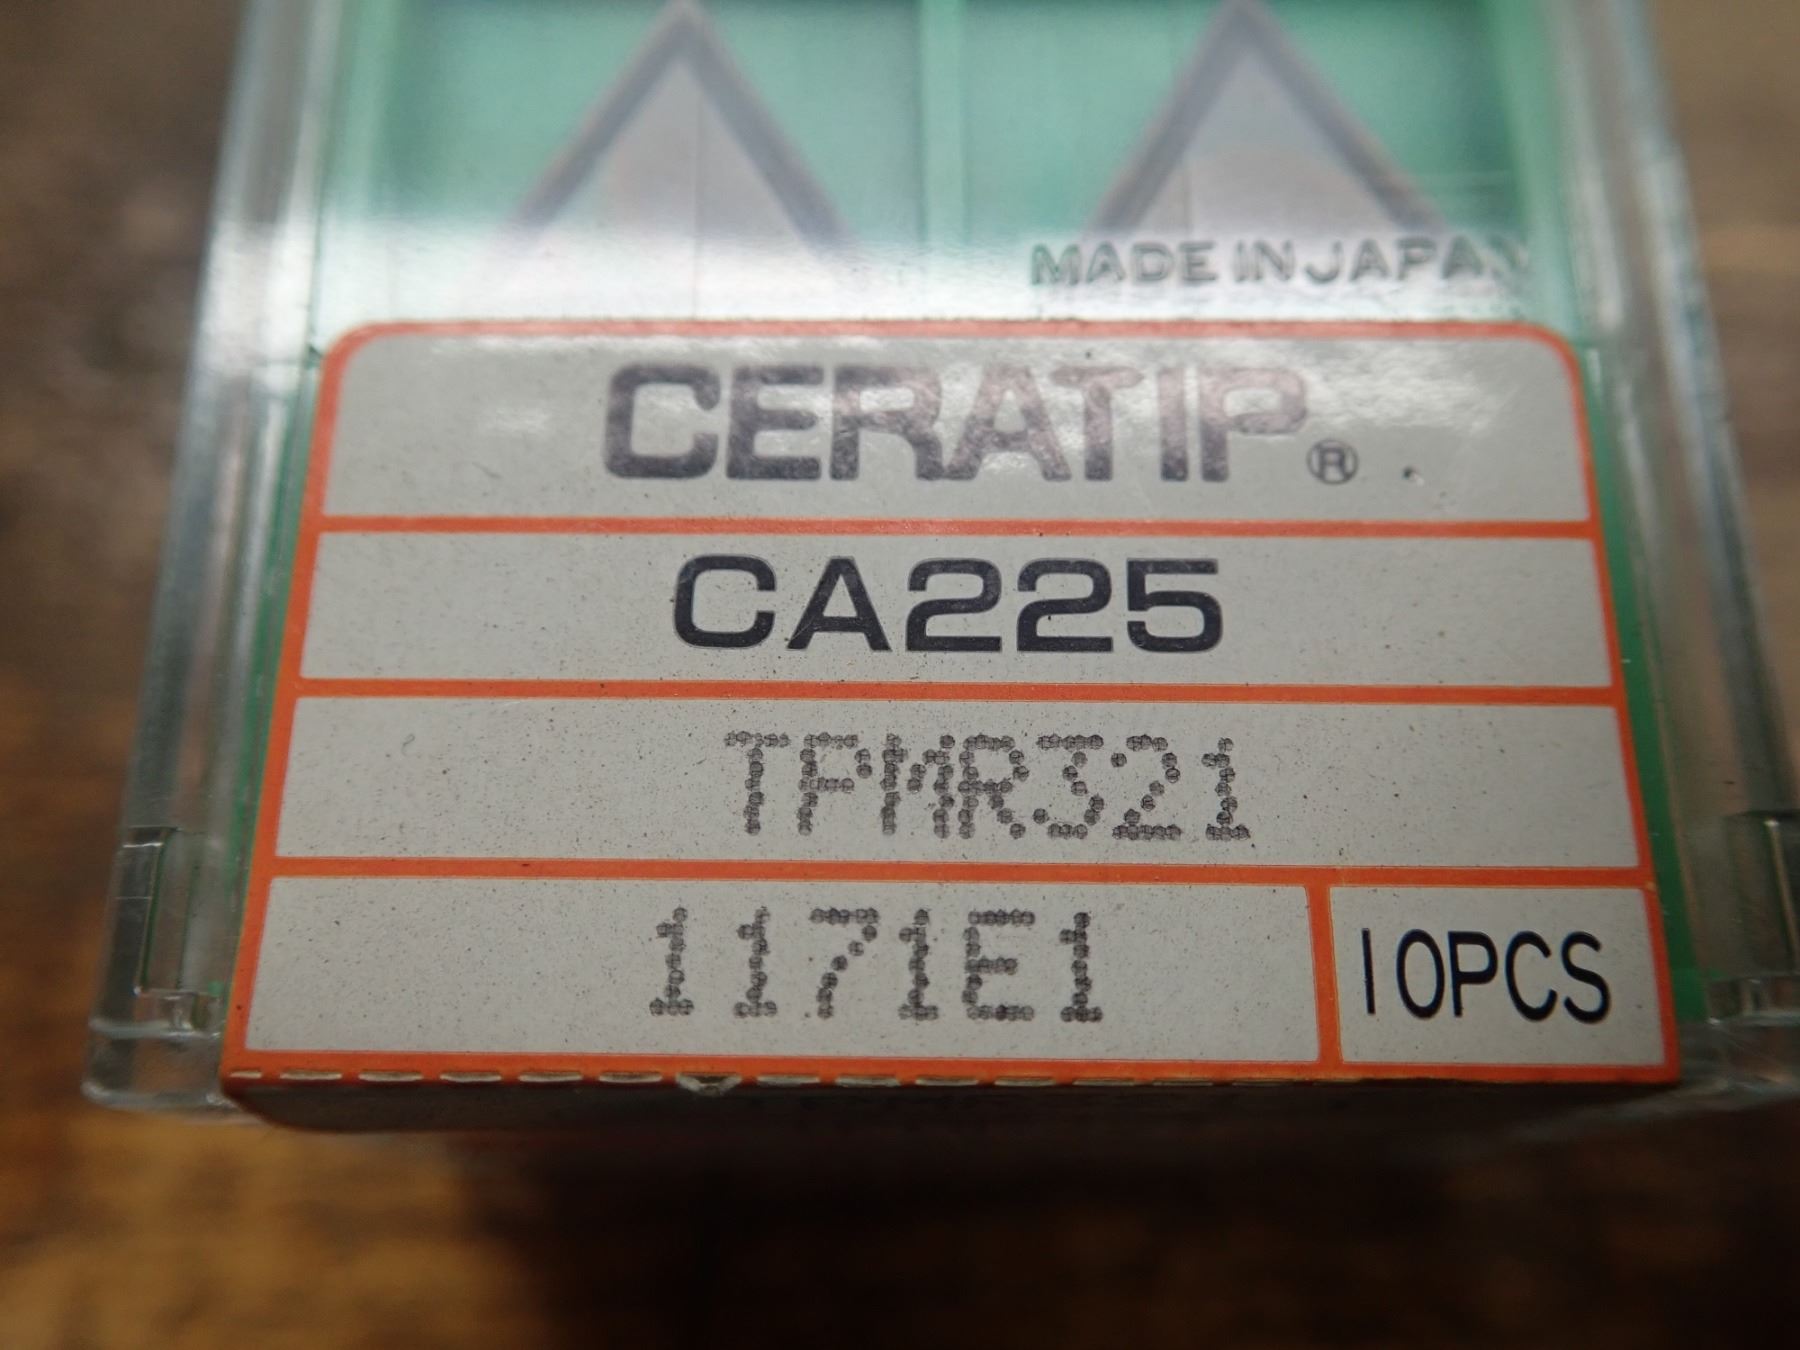 MADE IN JAPAN
CERATIP®
CA225
TPMR321
1171E1
10PCS